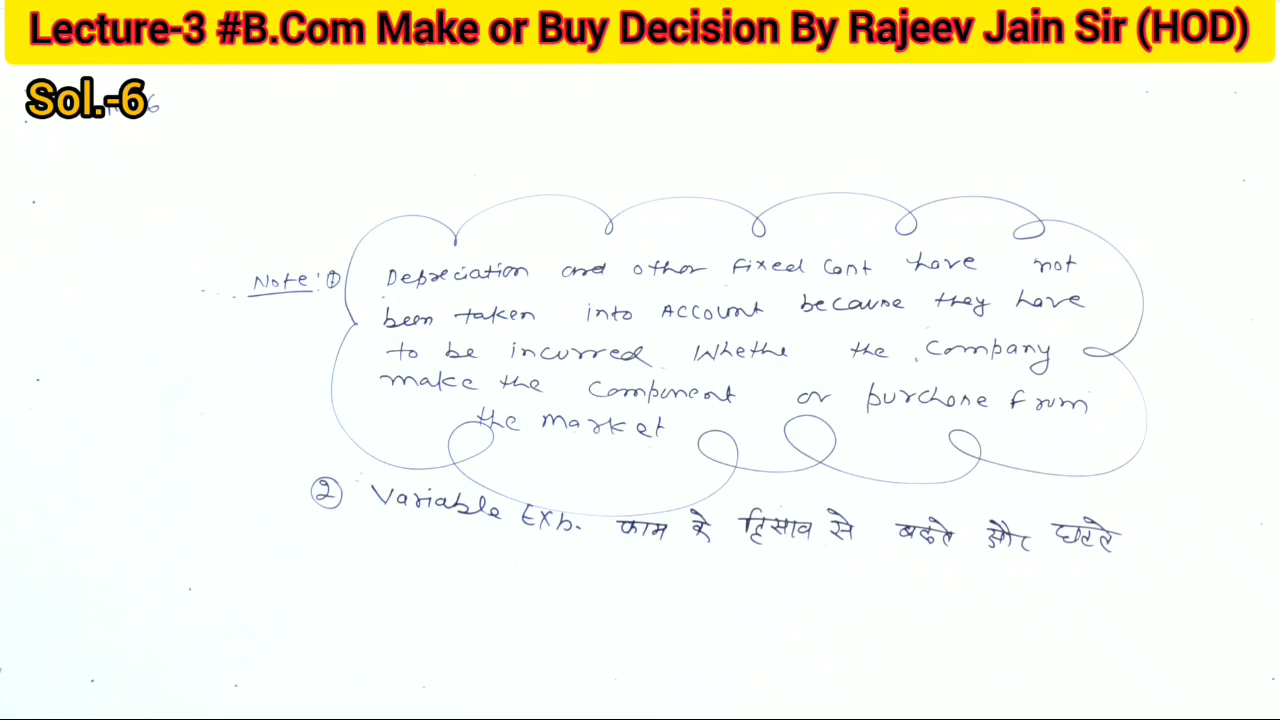 Lecture-3 #B.Com Make or Buy Decision By Rajeev Jain Sir (HOD)
Sol.-6
6
Note: ① Depreciation and other Fixed Cost have not
been taken into Account because they have
to be incurred Whethe the Company
make the Component or purchase from
the market
② Variable Exp. काम के हिसाब से बढ़ते और घटते